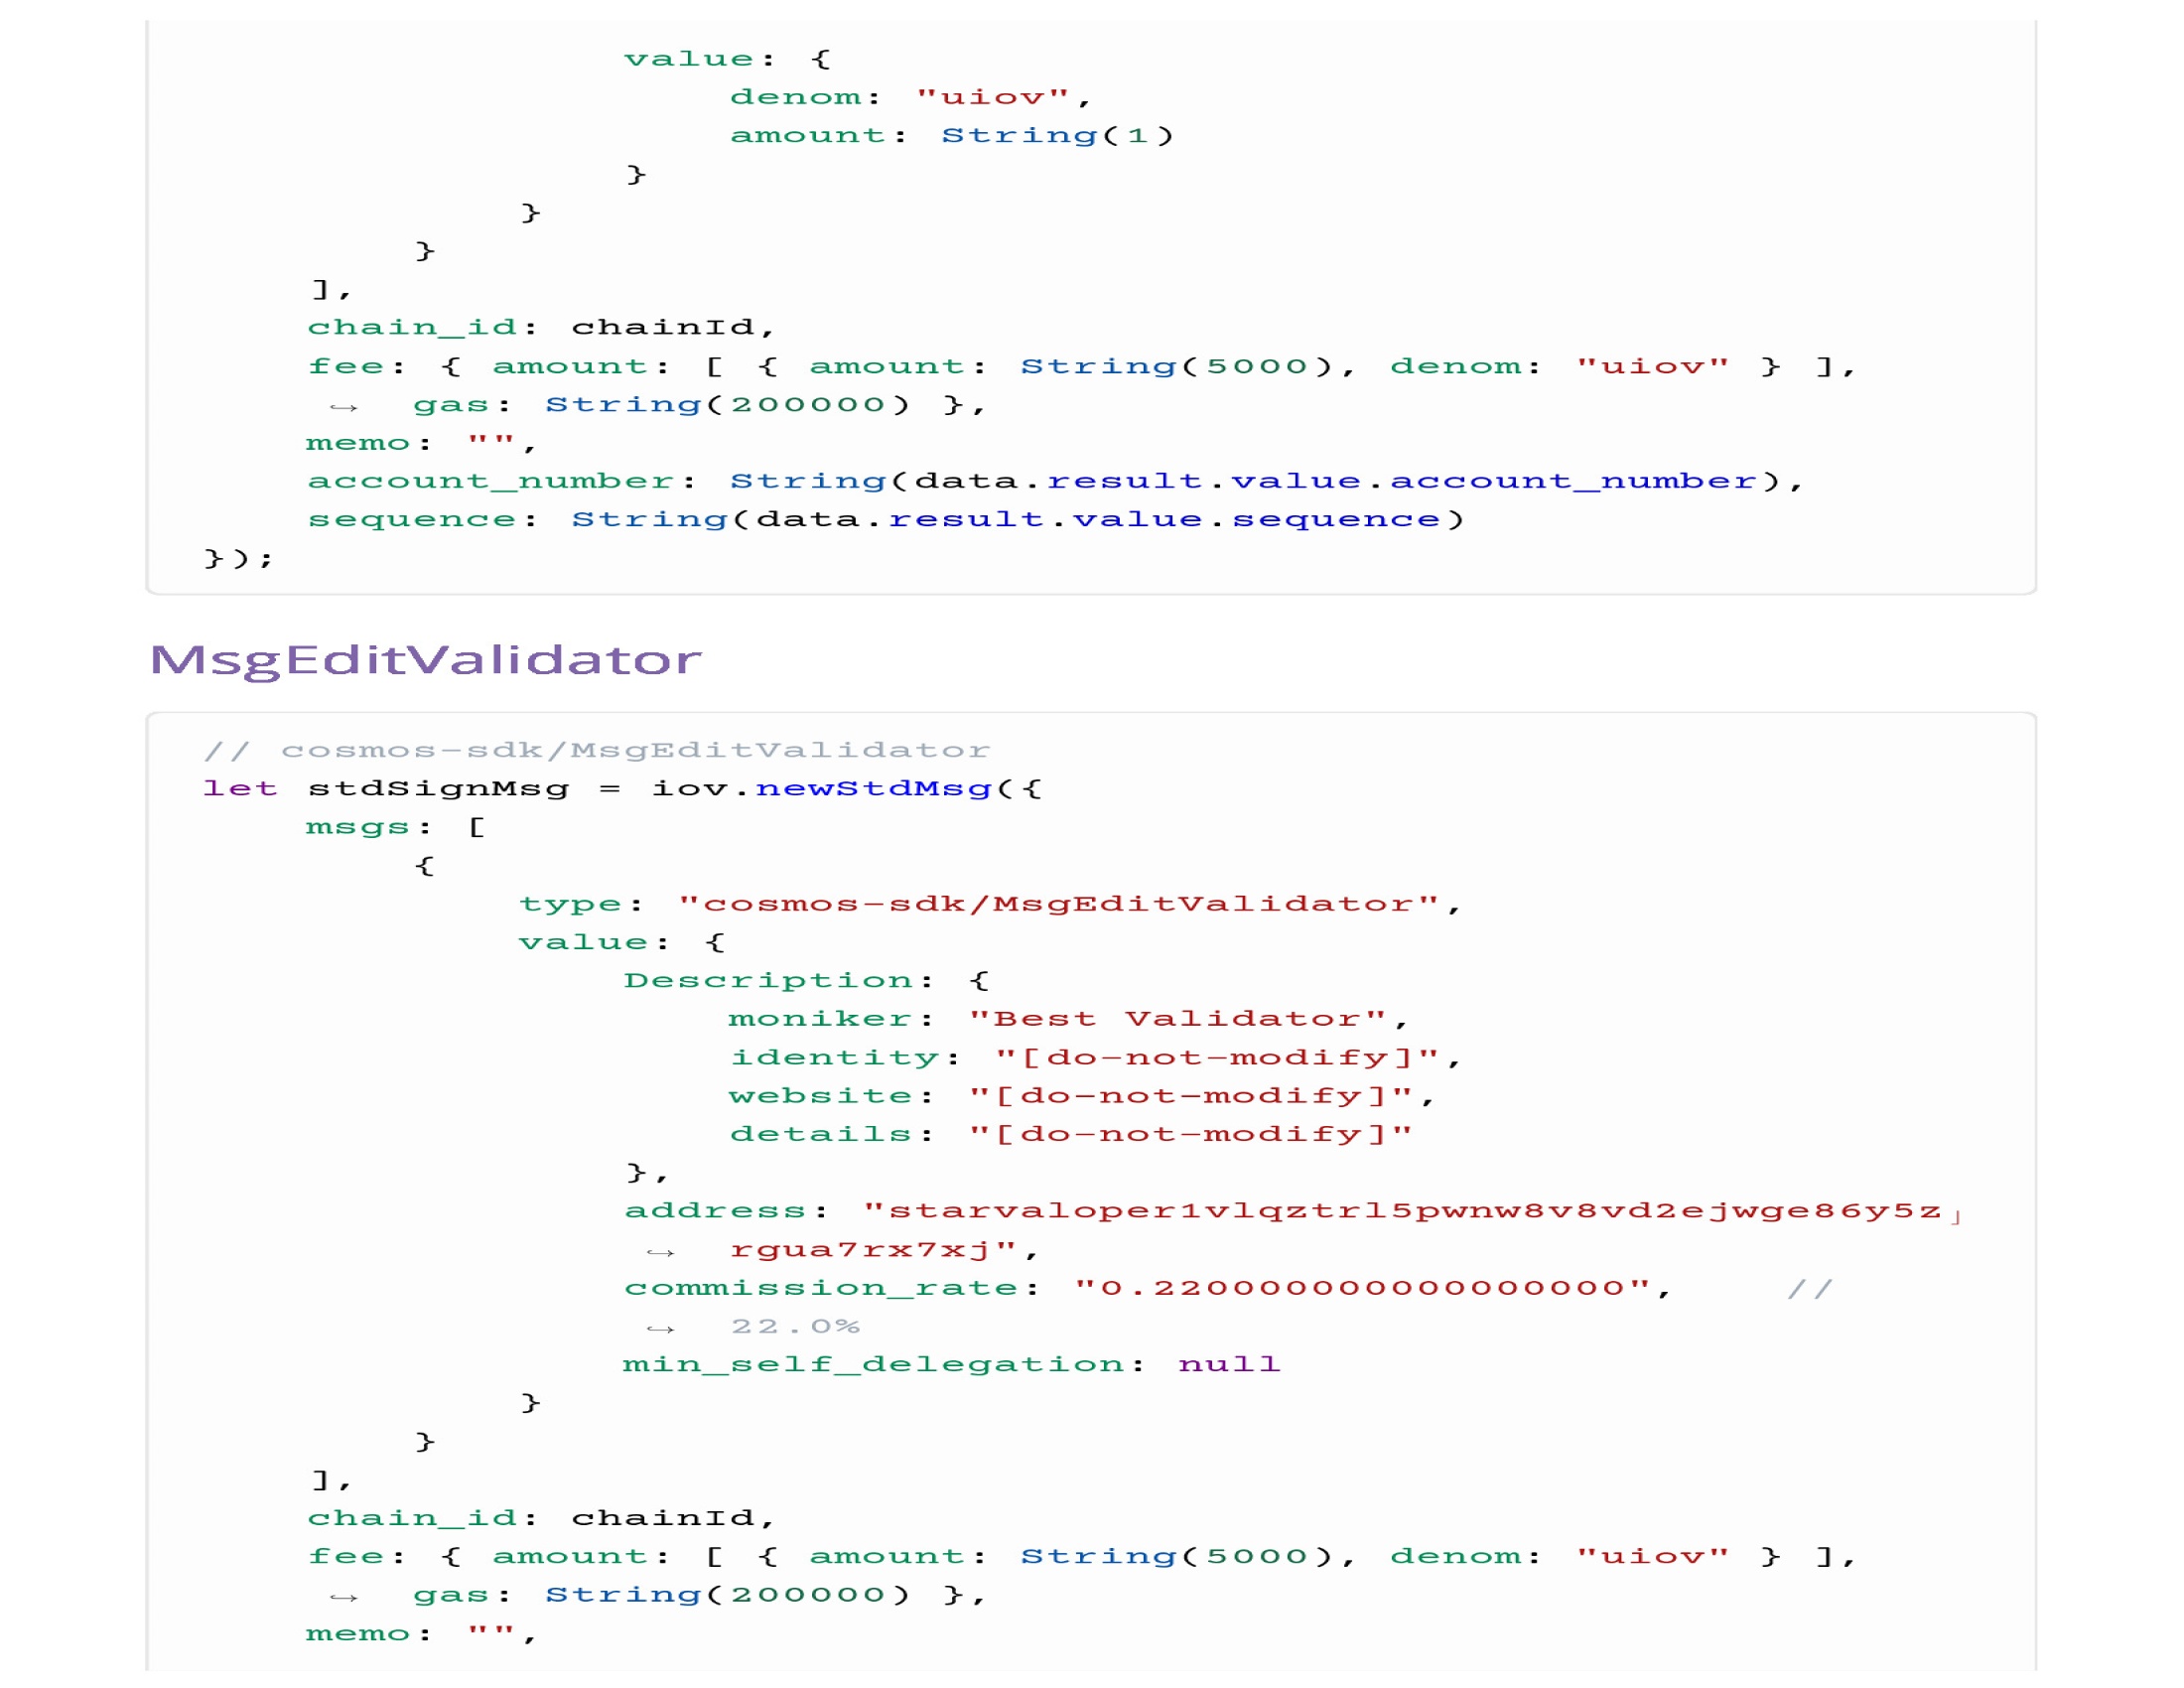 value: {
denom: "uiov",
amount: String(1)
}
}
}
],
chain_id: chainId,
fee: { amount: [ { amount: String(5000), denom: "uiov" } ],
↪ gas: String(200000) },
memo: "",
account_number: String(data.result.value.account_number),
sequence: String(data.result.value.sequence)
});
MsgEditValidator
// cosmos-sdk/MsgEditValidator
let stdSignMsg = iov.newStdMsg({
msgs: [
{
type: "cosmos-sdk/MsgEditValidator",
value: {
Description: {
moniker: "Best Validator",
identity: "[do-not-modify]",
website: "[do-not-modify]",
details: "[do-not-modify]"
},
address: "starvaloper1vlqztrl5pwnw8v8vd2ejwge86y5z⌋
↪ rgua7rx7xj",
commission_rate: "0.220000000000000000", //
↪ 22.0%
min_self_delegation: null
}
}
],
chain_id: chainId,
fee: { amount: [ { amount: String(5000), denom: "uiov" } ],
↪ gas: String(200000) },
memo: "",